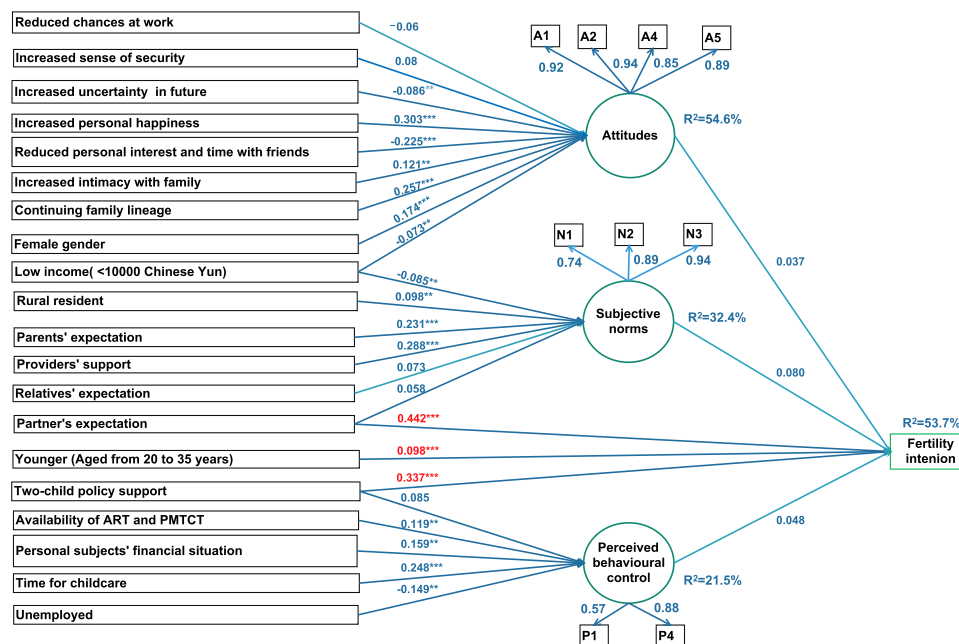 Reduced chances at work
Increased sense of security
Increased uncertainty in future
Increased personal happiness
Reduced personal interest and time with friends
Increased intimacy with family
Continuing family lineage
Female gender
Low income( <10000 Chinese Yun)
Rural resident
Parents' expectation
Providers' support
Relatives' expectation
Partner's expectation
Younger (Aged from 20 to 35 years)
Two-child policy support
Availability of ART and PMTCT
Personal subjects' financial situation
Time for childcare
Unemployed
-0.06
0.08
-0.086**
0.303***
-0.225***
0.121**
0.257***
0.174***
-0.073**
-0.085**
0.098**
0.231***
0.288***
0.073
0.058
0.442***
0.098***
0.337***
0.085
0.119**
0.159**
0.248***
-0.149**
A1
A2
A4
A5
0.92
0.94
0.85
0.89
Attitudes
R²=54.6%
N1
N2
N3
0.74
0.89
0.94
Subjective
norms
R²=32.4%
Perceived
behavioural
control
R²=21.5%
0.57
0.88
P1
P4
0.037
0.080
0.048
R²=53.7%
Fertility
intenion